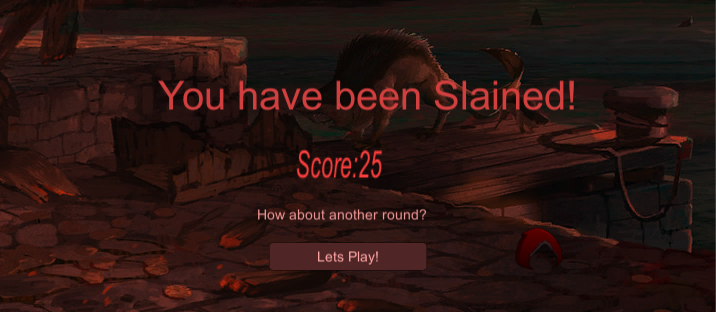 You have been Slained!
Score:25
How about another round?
Lets Play!